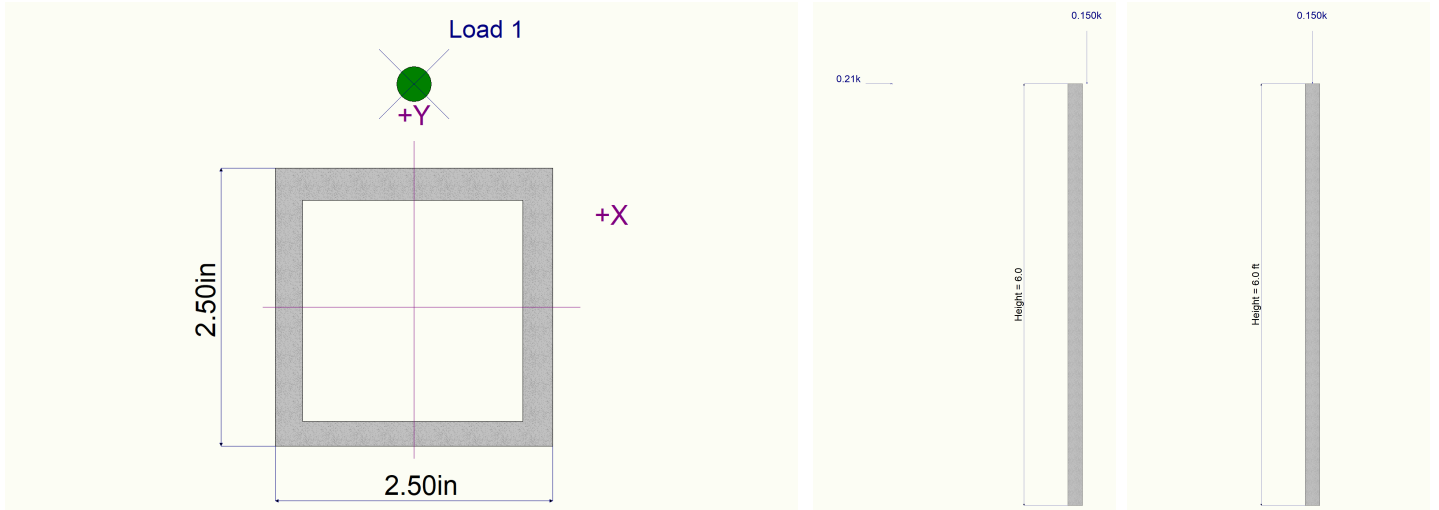 Load 1
+Y
+X
2.50in
2.50in
0.150k
0.21k
Height = 6.0
0.150k
Height = 6.0 ft